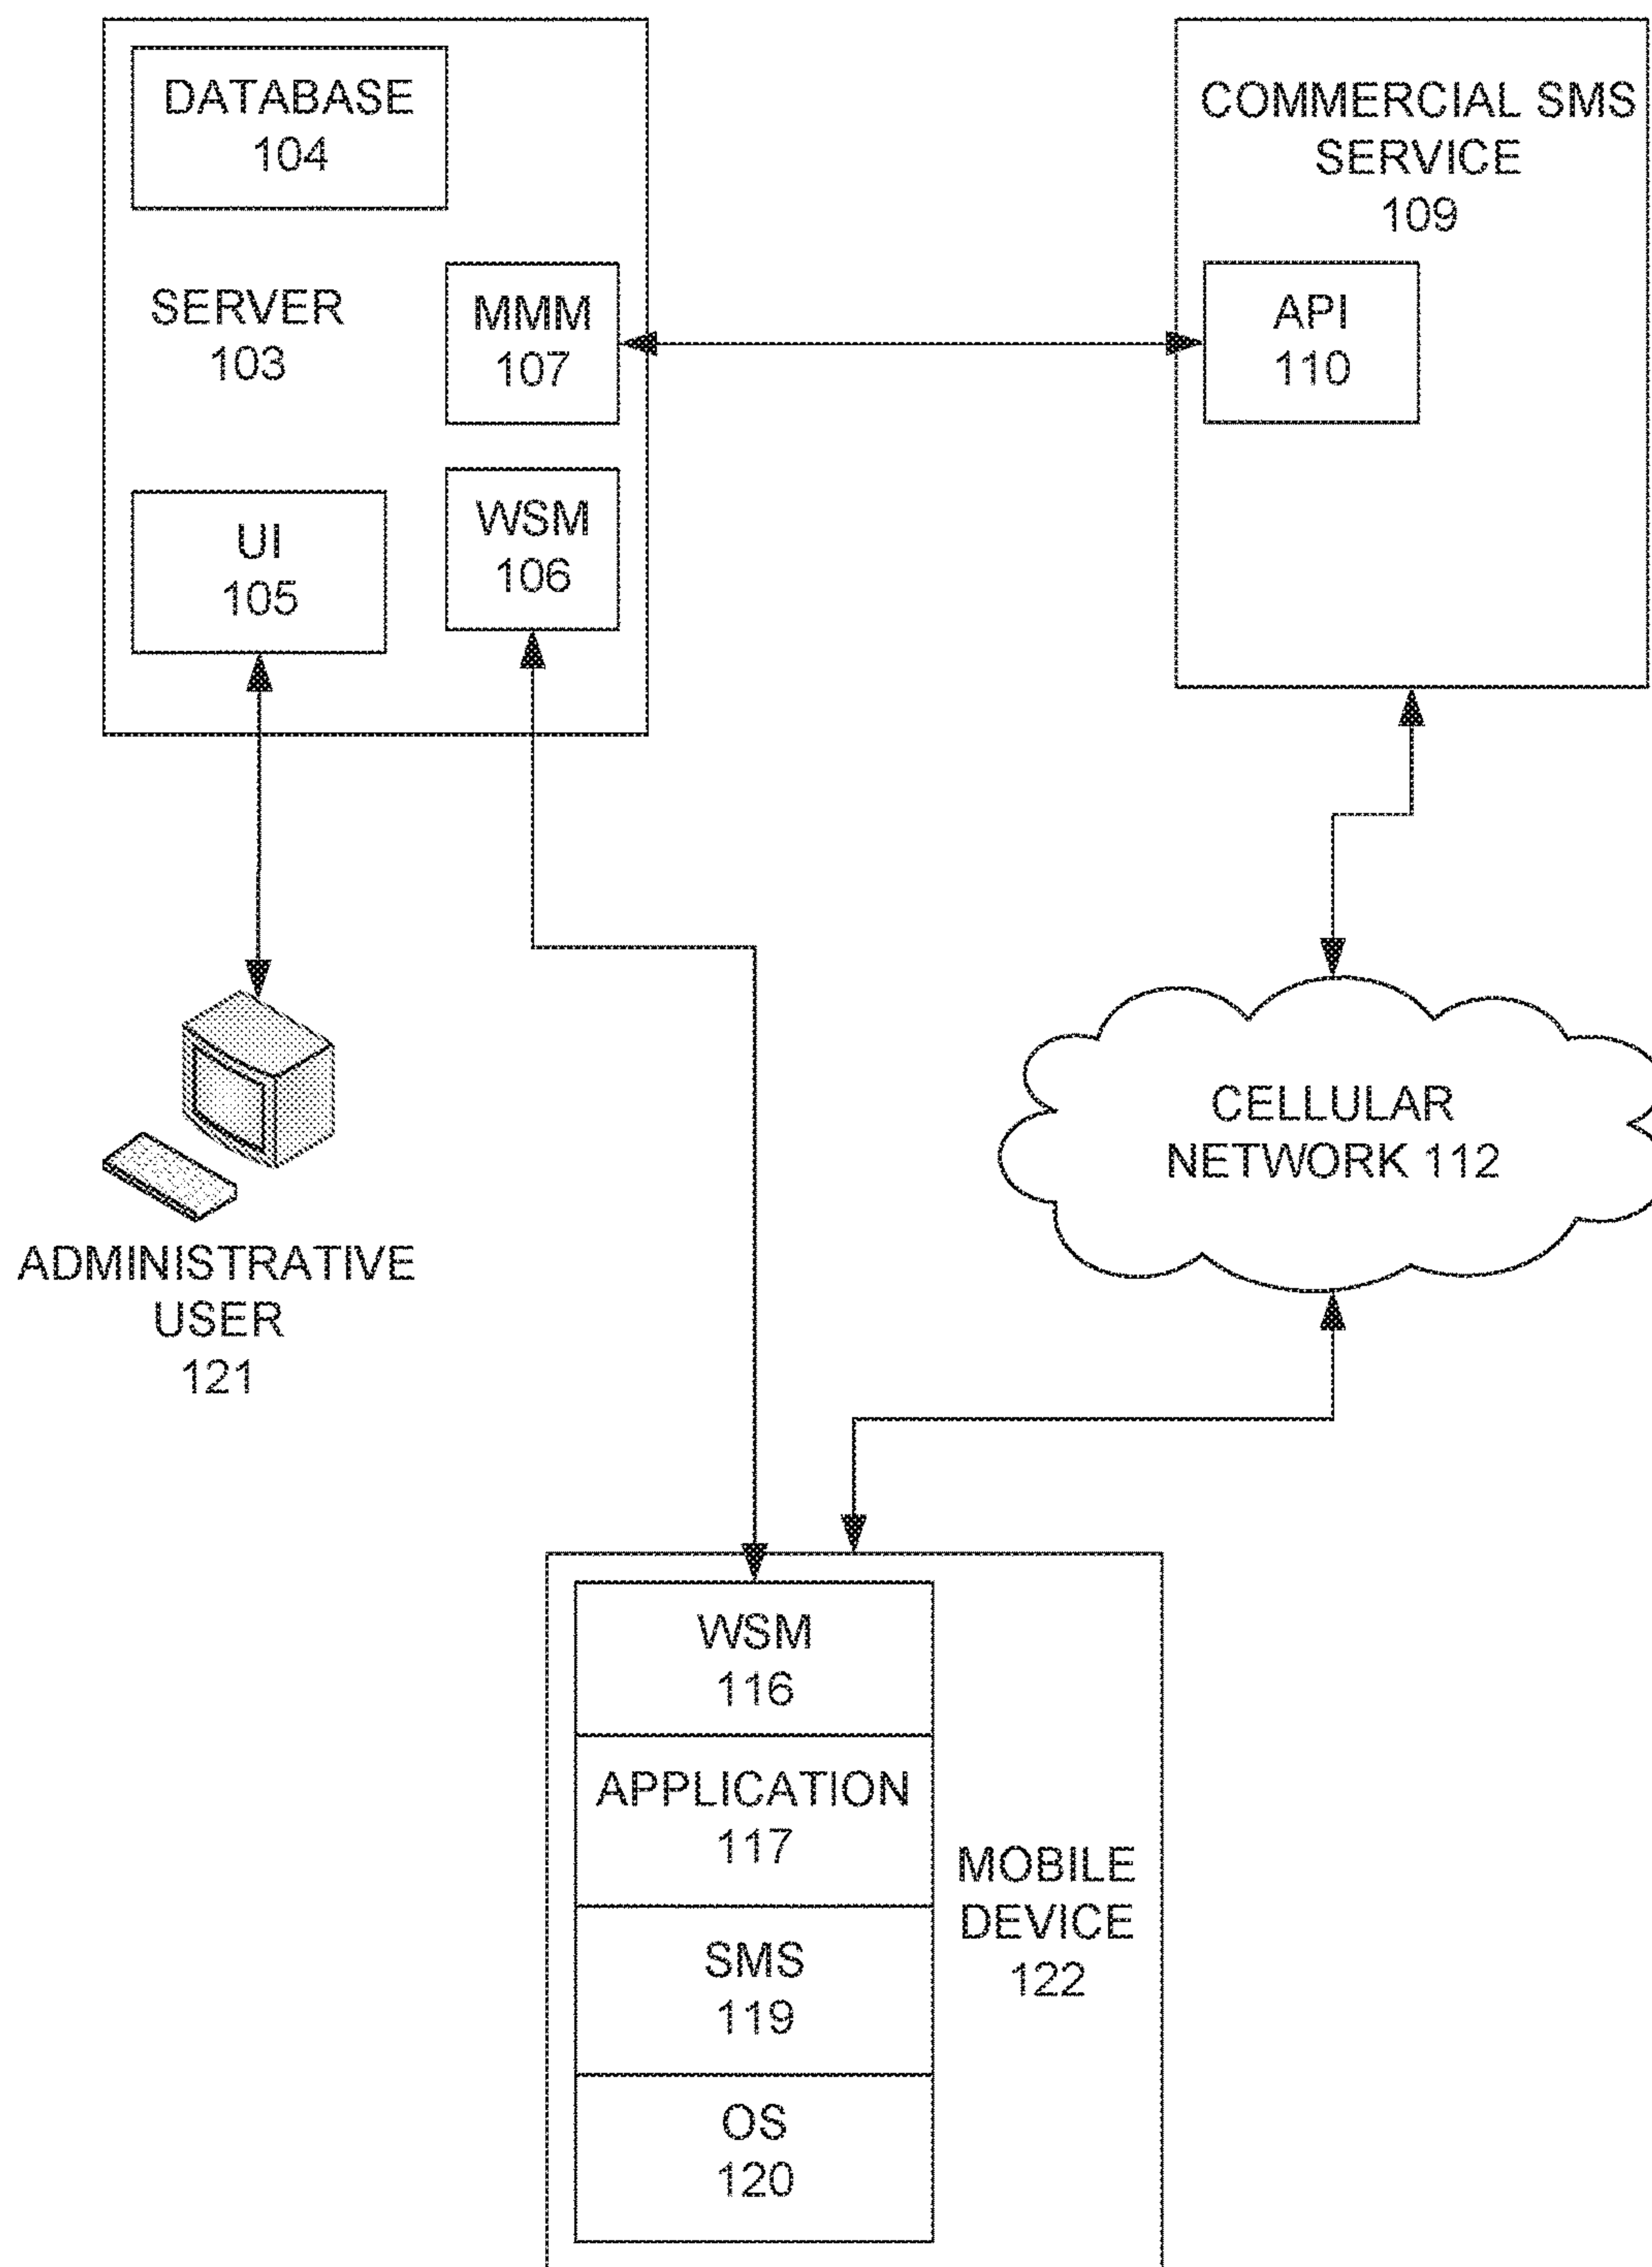 DATABASE
104
SERVER
103
MMM
107
WSM
106
UI
105
COMMERCIAL SMS
SERVICE
109
API
110
CELLULAR
NETWORK 112
ADMINISTRATIVE
USER
121
WSM
116
APPLICATION
117
SMS
119
OS
120
MOBILE
DEVICE
122